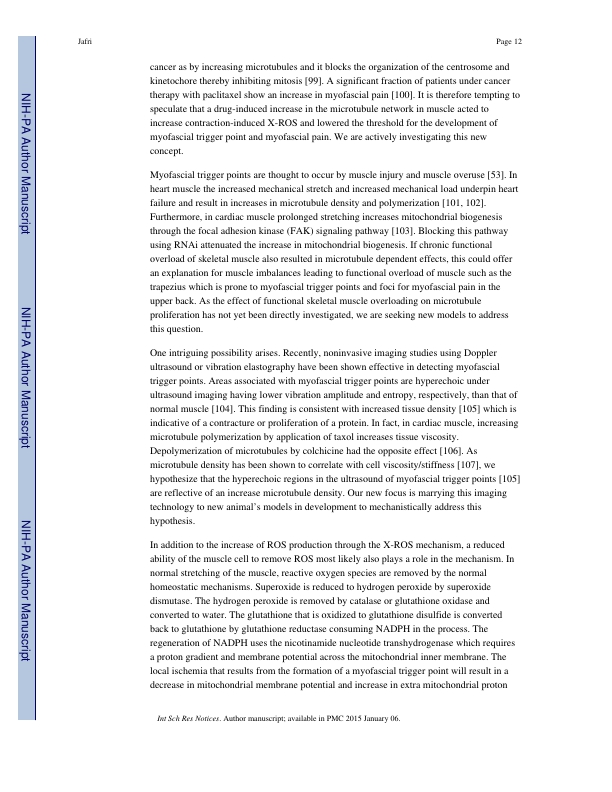 Jafri
Page 12
cancer as by increasing microtubules and it blocks the organization of the centrosome and
kinetochore thereby inhibiting mitosis [99]. A significant fraction of patients under cancer
therapy with paclitaxel show an increase in myofascial pain [100]. It is therefore tempting to
speculate that a drug-induced increase in the microtubule network in muscle acted to
increase contraction-induced X-ROS and lowered the threshold for the development of
myofascial trigger point and myofascial pain. We are actively investigating this new
concept.
Myofascial trigger points are thought to occur by muscle injury and muscle overuse [53]. In
heart muscle the increased mechanical stretch and increased mechanical load underpin heart
failure and result in increases in microtubule density and polymerization [101, 102].
Furthermore, in cardiac muscle prolonged stretching increases mitochondrial biogenesis
through the focal adhesion kinase (FAK) signaling pathway [103]. Blocking this pathway
using RNAi attenuated the increase in mitochondrial biogenesis. If chronic functional
overload of skeletal muscle also resulted in microtubule dependent effects, this could offer
an explanation for muscle imbalances leading to functional overload of muscle such as the
trapezius which is prone to myofascial trigger points and foci for myofascial pain in the
upper back. As the effect of functional skeletal muscle overloading on microtubule
proliferation has not yet been directly investigated, we are seeking new models to address
this question.
One intriguing possibility arises. Recently, noninvasive imaging studies using Doppler
ultrasound or vibration elastography have been shown effective in detecting myofascial
trigger points. Areas associated with myofascial trigger points are hyperechoic under
ultrasound imaging having lower vibration amplitude and entropy, respectively, than that of
normal muscle [104]. This finding is consistent with increased tissue density [105] which is
indicative of a contracture or proliferation of a protein. In fact, in cardiac muscle, increasing
microtubule polymerization by application of taxol increases tissue viscosity.
Depolymerization of microtubules by colchicine had the opposite effect [106]. As
microtubule density has been shown to correlate with cell viscosity/stiffness [107], we
hypothesize that the hyperechoic regions in the ultrasound of myofascial trigger points [105]
are reflective of an increase microtubule density. Our new focus is marrying this imaging
technology to new animal's models in development to mechanistically address this
hypothesis.
In addition to the increase of ROS production through the X-ROS mechanism, a reduced
ability of the muscle cell to remove ROS most likely also plays a role in the mechanism. In
normal stretching of the muscle, reactive oxygen species are removed by the normal
homeostatic mechanisms. Superoxide is reduced to hydrogen peroxide by superoxide
dismutase. The hydrogen peroxide is removed by catalase or glutathione oxidase and
converted to water. The glutathione that is oxidized to glutathione disulfide is converted
back to glutathione by glutathione reductase consuming NADPH in the process. The
regeneration of NADPH uses the nicotinamide nucleotide transhydrogenase which requires
a proton gradient and membrane potential across the mitochondrial inner membrane. The
local ischemia that results from the formation of a myofascial trigger point will result in a
decrease in mitochondrial membrane potential and increase in extra mitochondrial proton
Int Sch Res Notices. Author manuscript; available in PMC 2015 January 06.
NIH-PA Author Manuscript
NIH-PA Author Manuscript
NIH-PA Author Manuscript